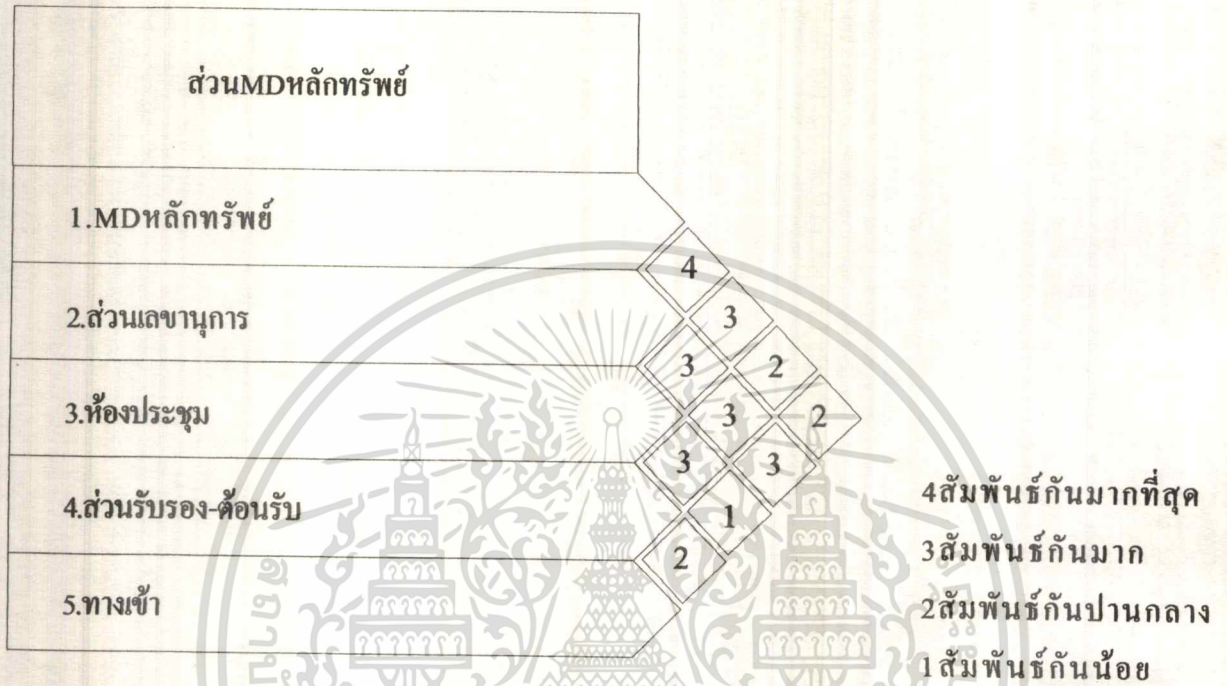 ส่วนMDหลักทรัพย์
1.MDหลักทรัพย์
4
2.ส่วนเลขานุการ
3
3 2
3.ห้องประชุม
3 2
3 3
4.ส่วนรับรอง-ต้อนรับ
1
2
5.ทางเข้า
4สัมพันธ์กันมากที่สุด
3สัมพันธ์กันมาก
2สัมพันธ์กันปานกลาง
1สัมพันธ์กันน้อย